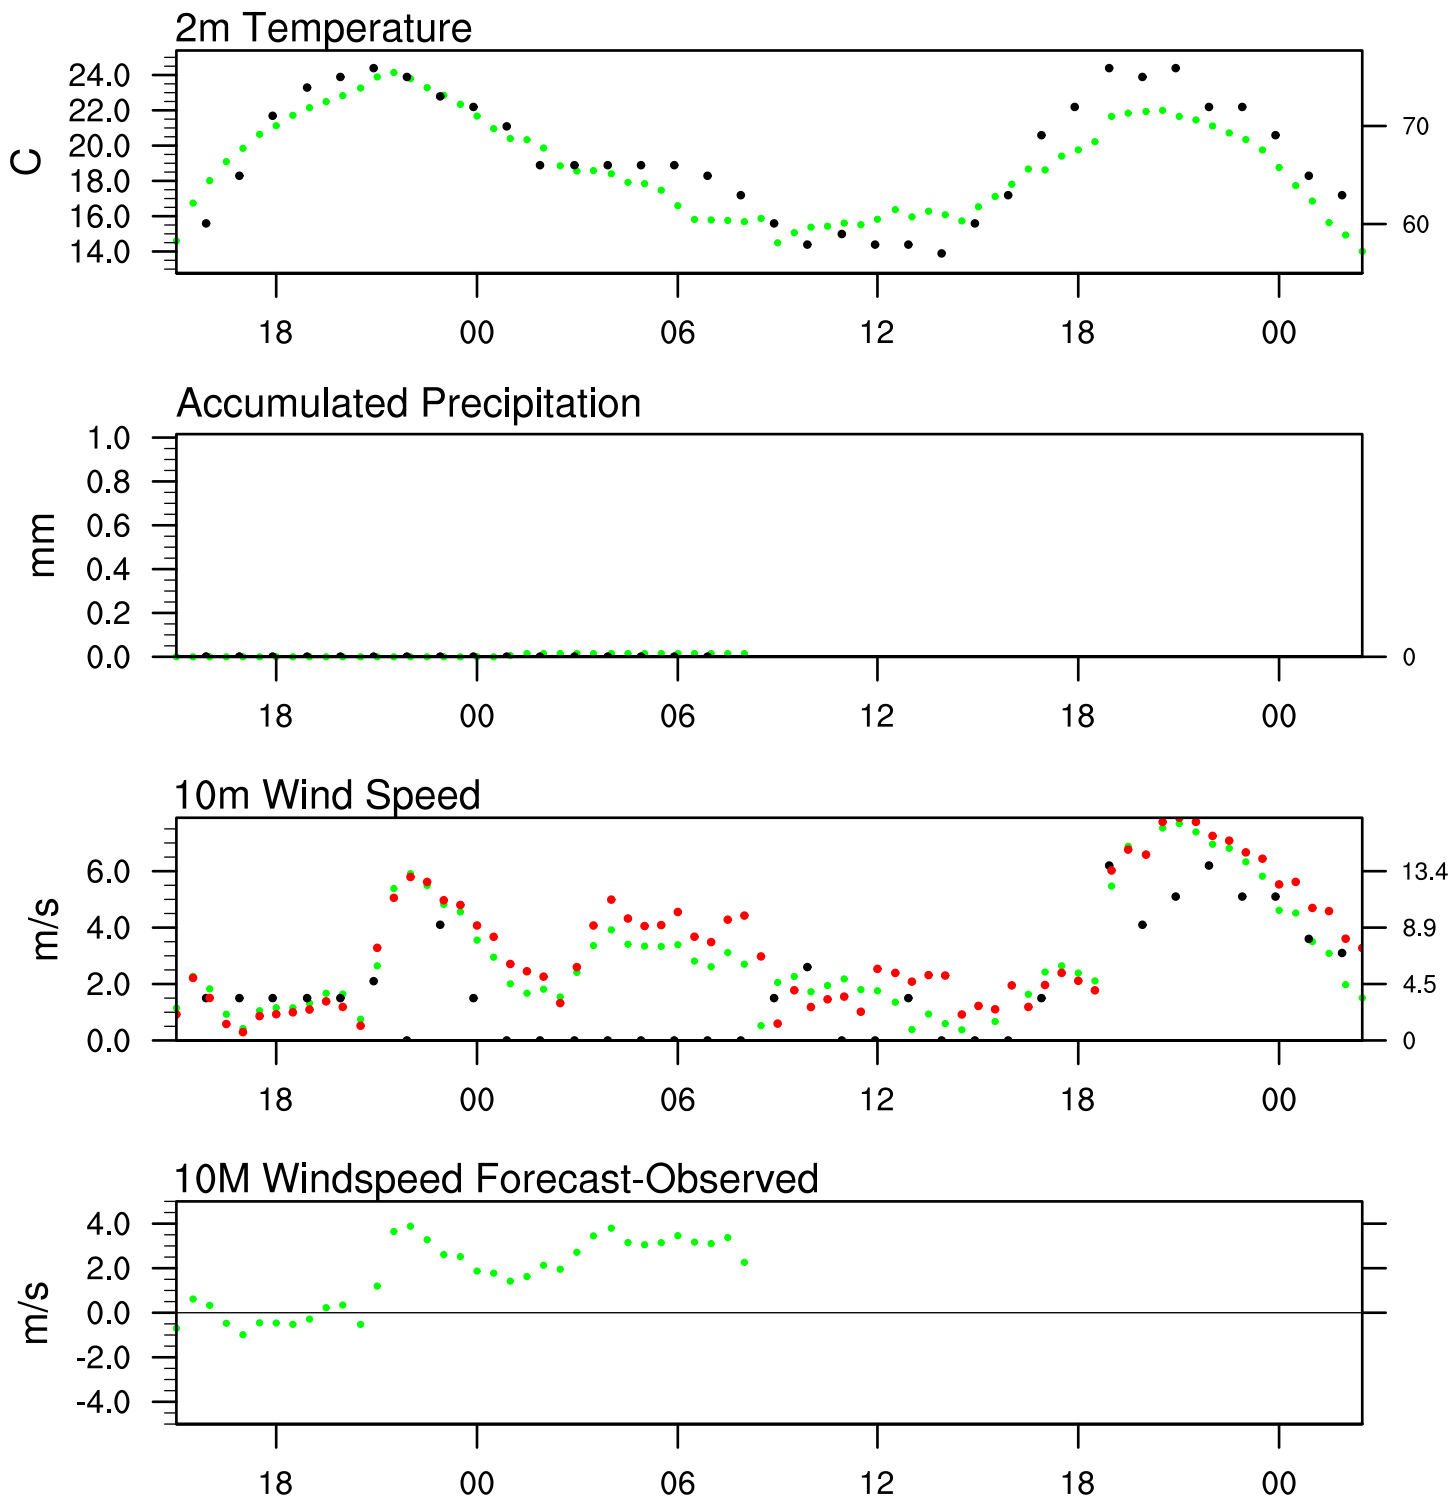 2m Temperature
24.0
22.0
20.0
18.0
16.0
14.0
C
70
60
18 00 06 12 18 00
Accumulated Precipitation
1.0
0.8
0.6
0.4
0.2
0.0
mm
0
18 00 06 12 18 00
10m Wind Speed
6.0
4.0
2.0
0.0
m/s
13.4
8.9
4.5
0
18 00 06 12 18 00
10M Windspeed Forecast-Observed
4.0
2.0
0.0
-2.0
-4.0
m/s
18 00 06 12 18 00